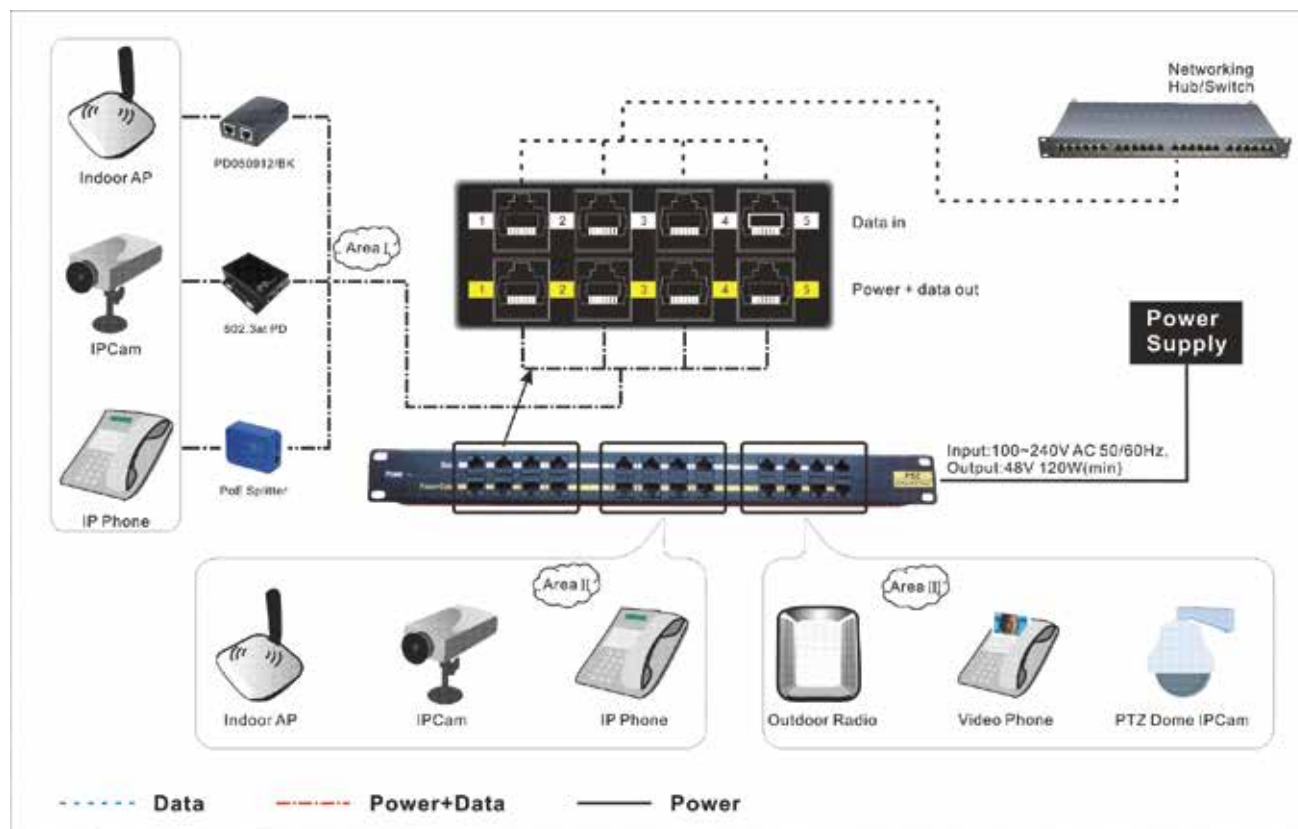 Networking
Hub/Switch
Indoor AP
PD050912/BK
1 2 3 4 5
Data in
Area I
1 2 3 4 5
Power + data out
IPCam
802.3at PD
Power
Supply
Input:100~240V AC 50/60Hz,
Output:48V 120W(min)
IP Phone
PoE Splitter
Area II
Area III
Indoor AP
IPCam
IP Phone
Outdoor Radio
Video Phone
PTZ Dome IPCam
Data
Power+Data
Power